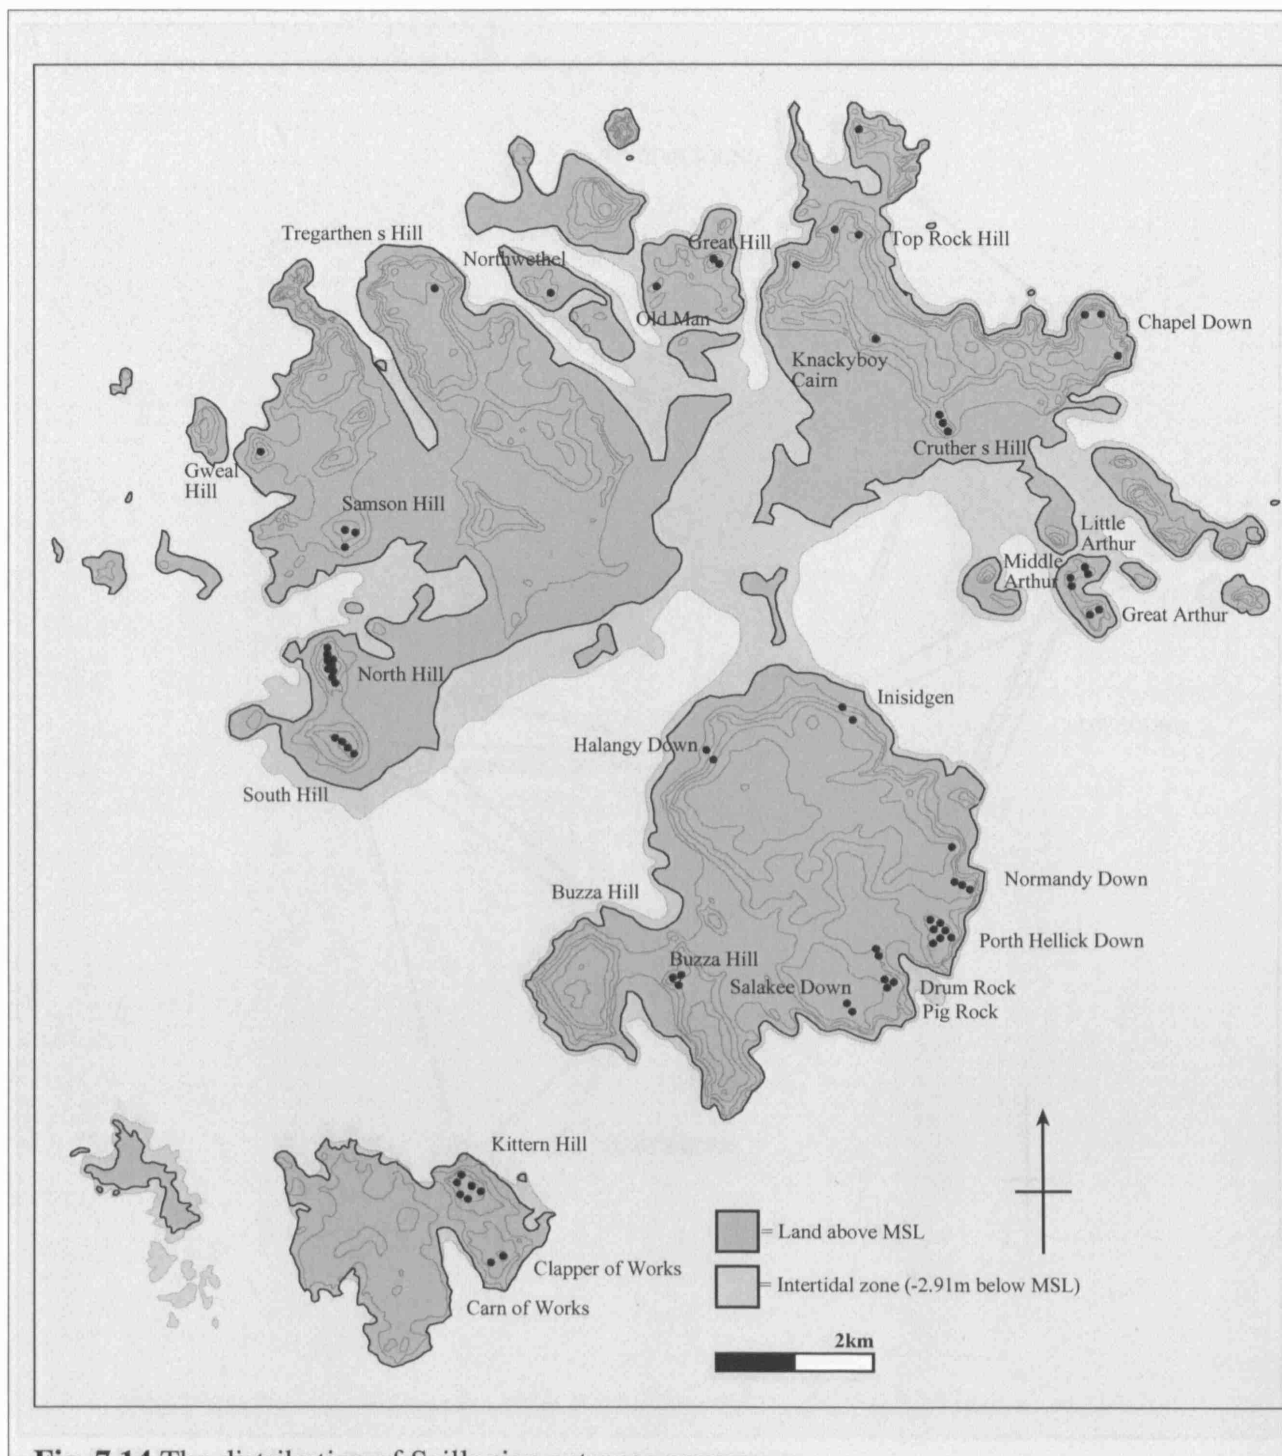 Tregarthen s Hill
Northwethel
Great Hill
Top Rock Hill
Old Man
Chapel Down
Knackyboy
Cairn
Cruther s Hill
Gweal
Hill
Samson Hill
Little
Arthur
Middle
Arthur
Great Arthur
North Hill
Inisidgen
Halangy Down
South Hill
Normandy Down
Buzza Hill
Porth Hellick Down
Buzza Hill
Salakee Down
Drum Rock
Pig Rock
Kittern Hill
= Land above MSL
Clapper of Works
= Intertidal zone (-2.91m below MSL)
Carn of Works
2km